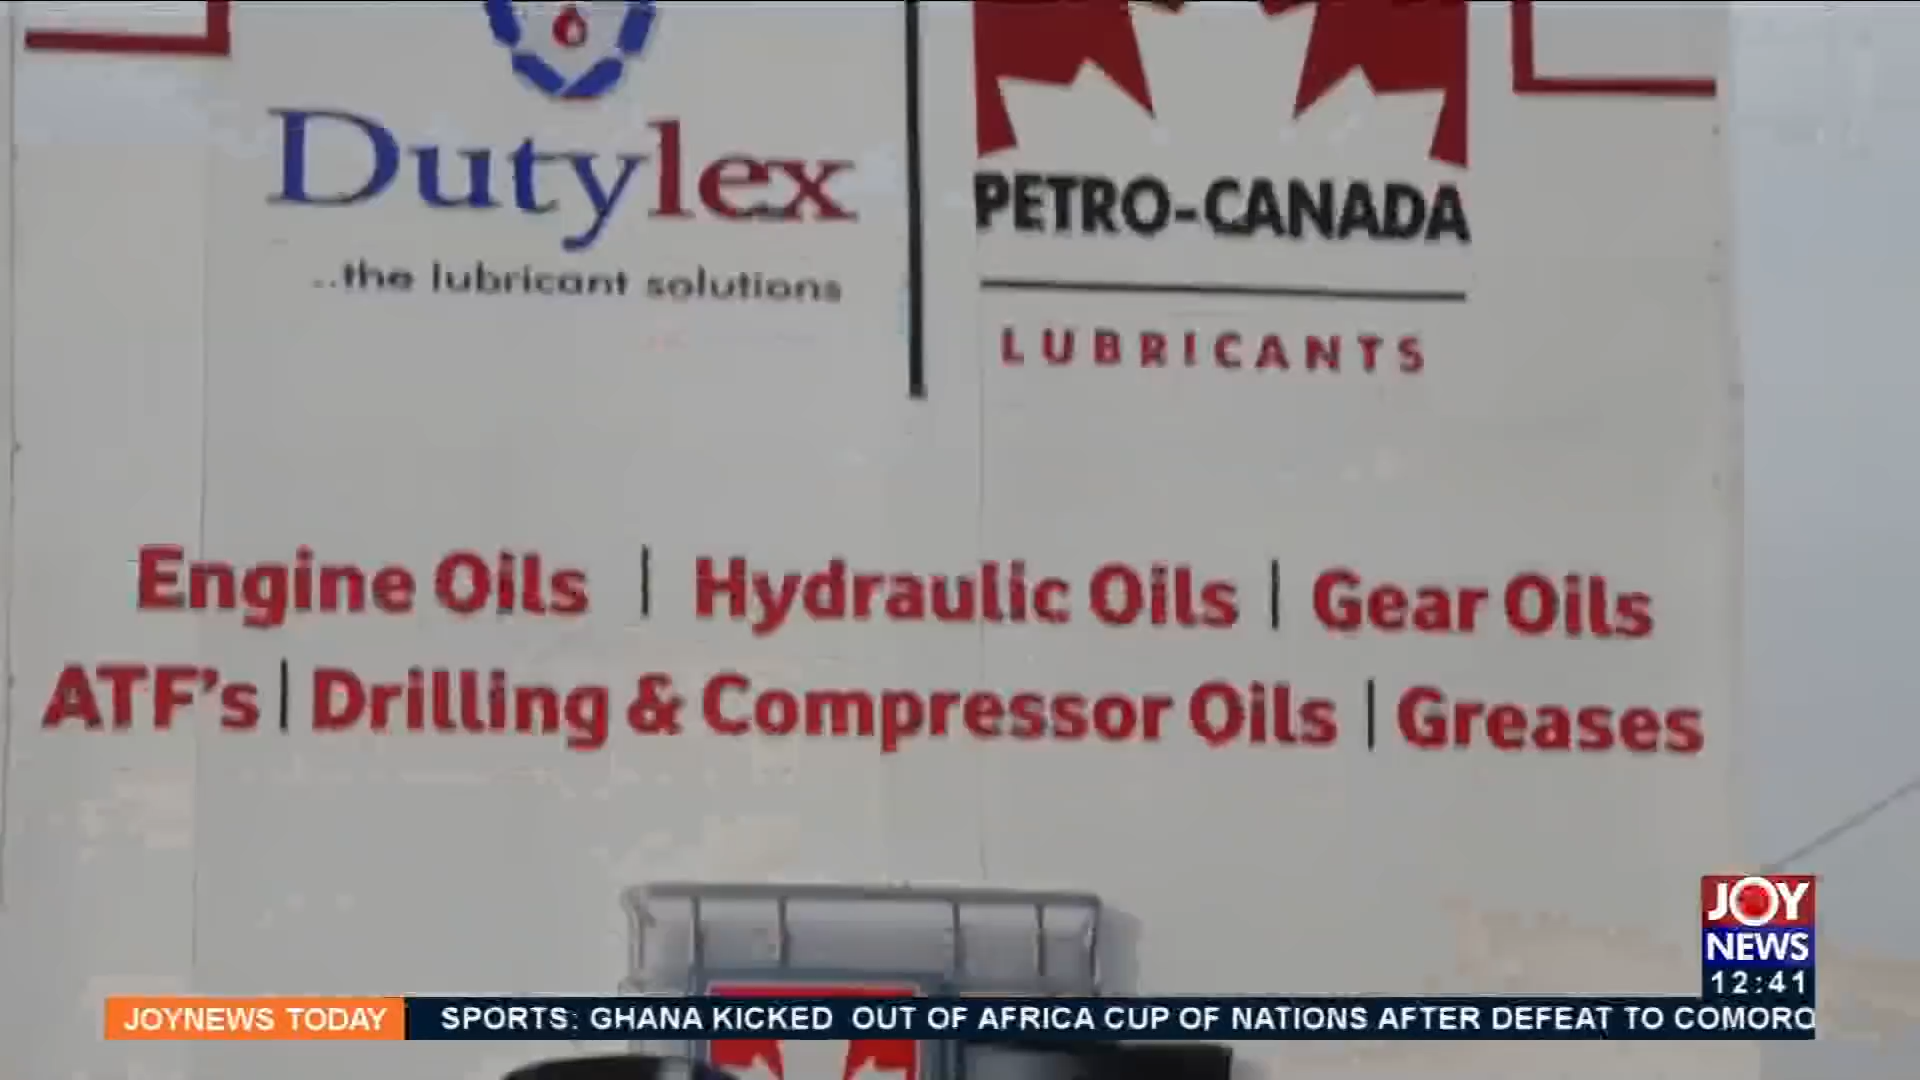 Dutylex
..the lubricant solutions
PETRO-CANADA
LUBRICANTS
Engine Oils | Hydraulic Oils | Gear Oils
ATF's | Drilling & Compressor Oils | Greases
JOY
NEWS
12:41
JOYNEWS TODAY
SPORTS: GHANA KICKED OUT OF AFRICA CUP OF NATIONS AFTER DEFEAT TO COMORO